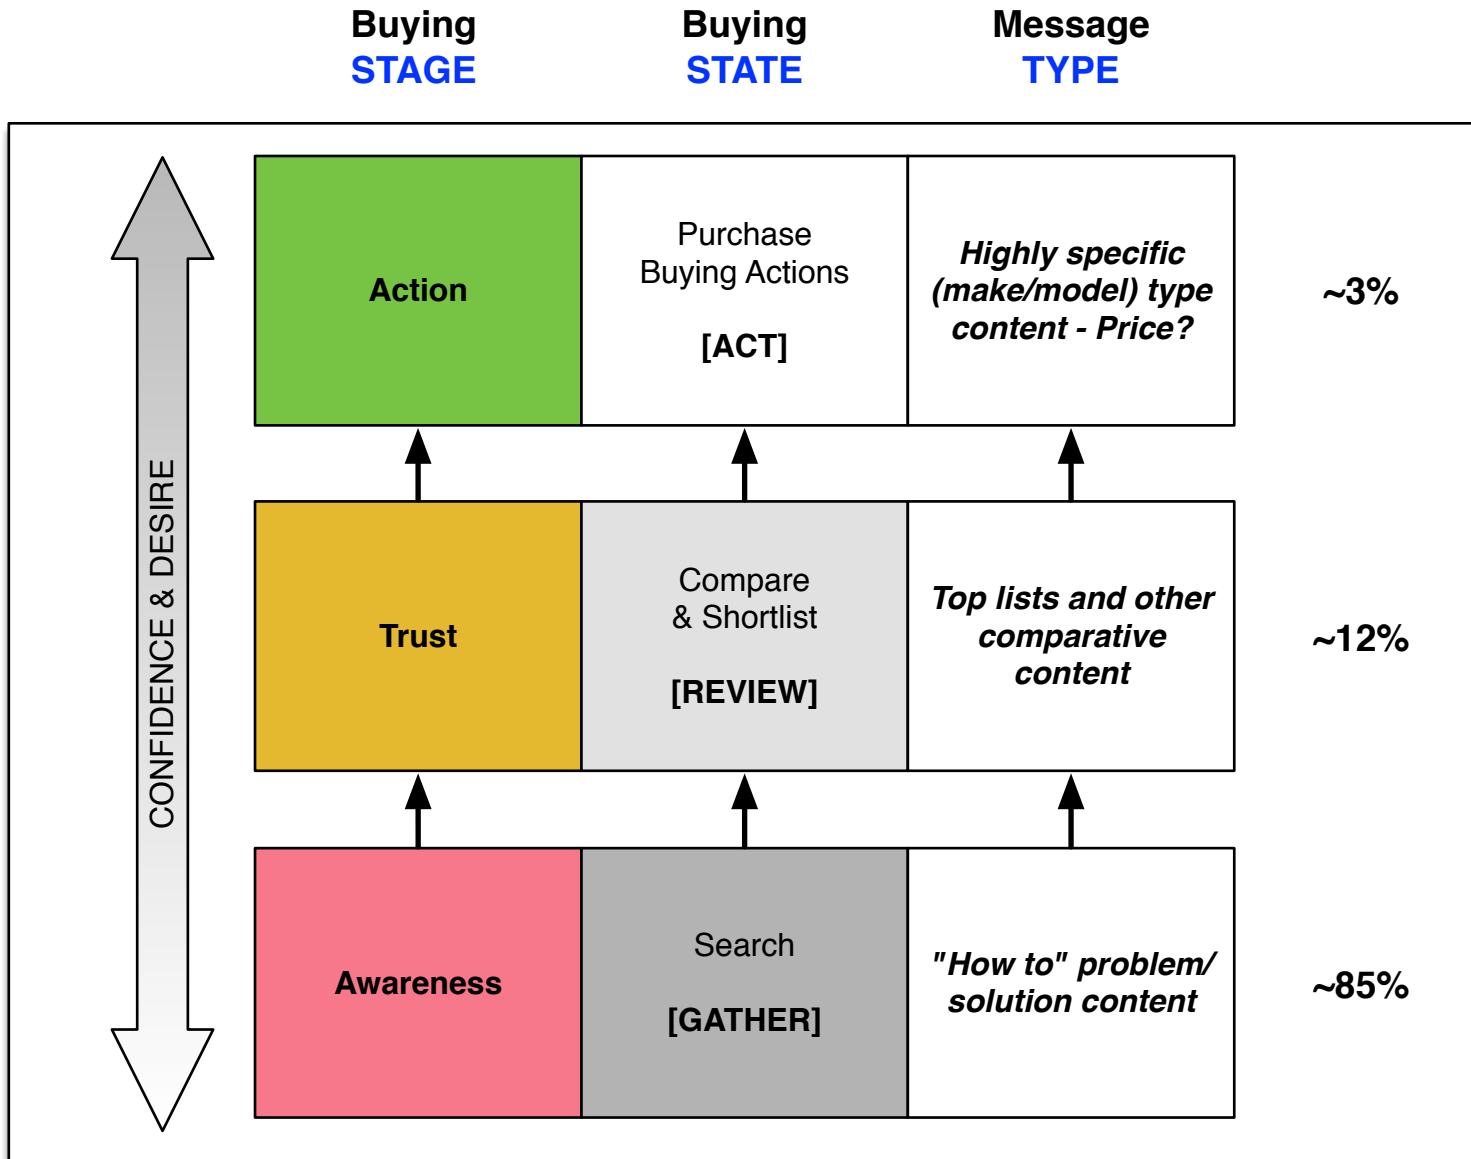 Buying
STAGE
Buying
STATE
Message
TYPE
CONFIDENCE & DESIRE
Action
Purchase
Buying Actions
[ACT]
Highly specific
(make/model) type
content - Price?
~3%
Trust
Compare
& Shortlist
[REVIEW]
Top lists and other
comparative
content
~12%
Awareness
Search
[GATHER]
"How to" problem/
solution content
~85%